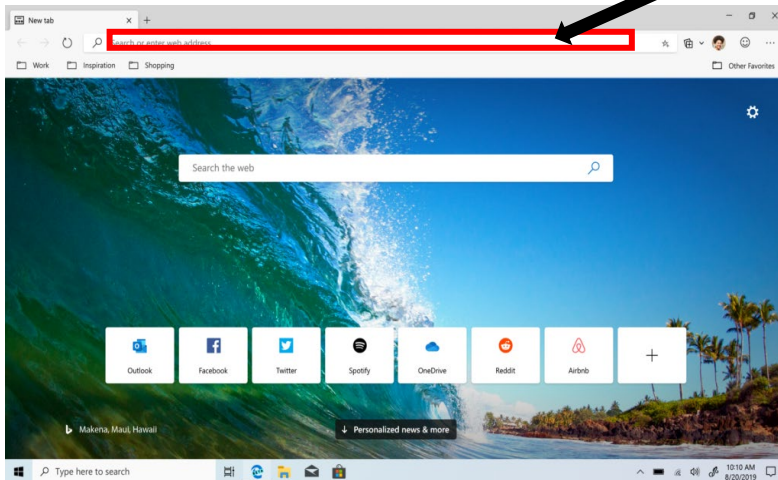 New tab
Search or enter web address
Work Inspiration Shopping Other Favorites
Search the web
Outlook Facebook Twitter Spotify OneDrive Reddit Airbnb
Makena, Maui, Hawaii
Personalized news & more
Type here to search
10:10 AM
8/20/2019